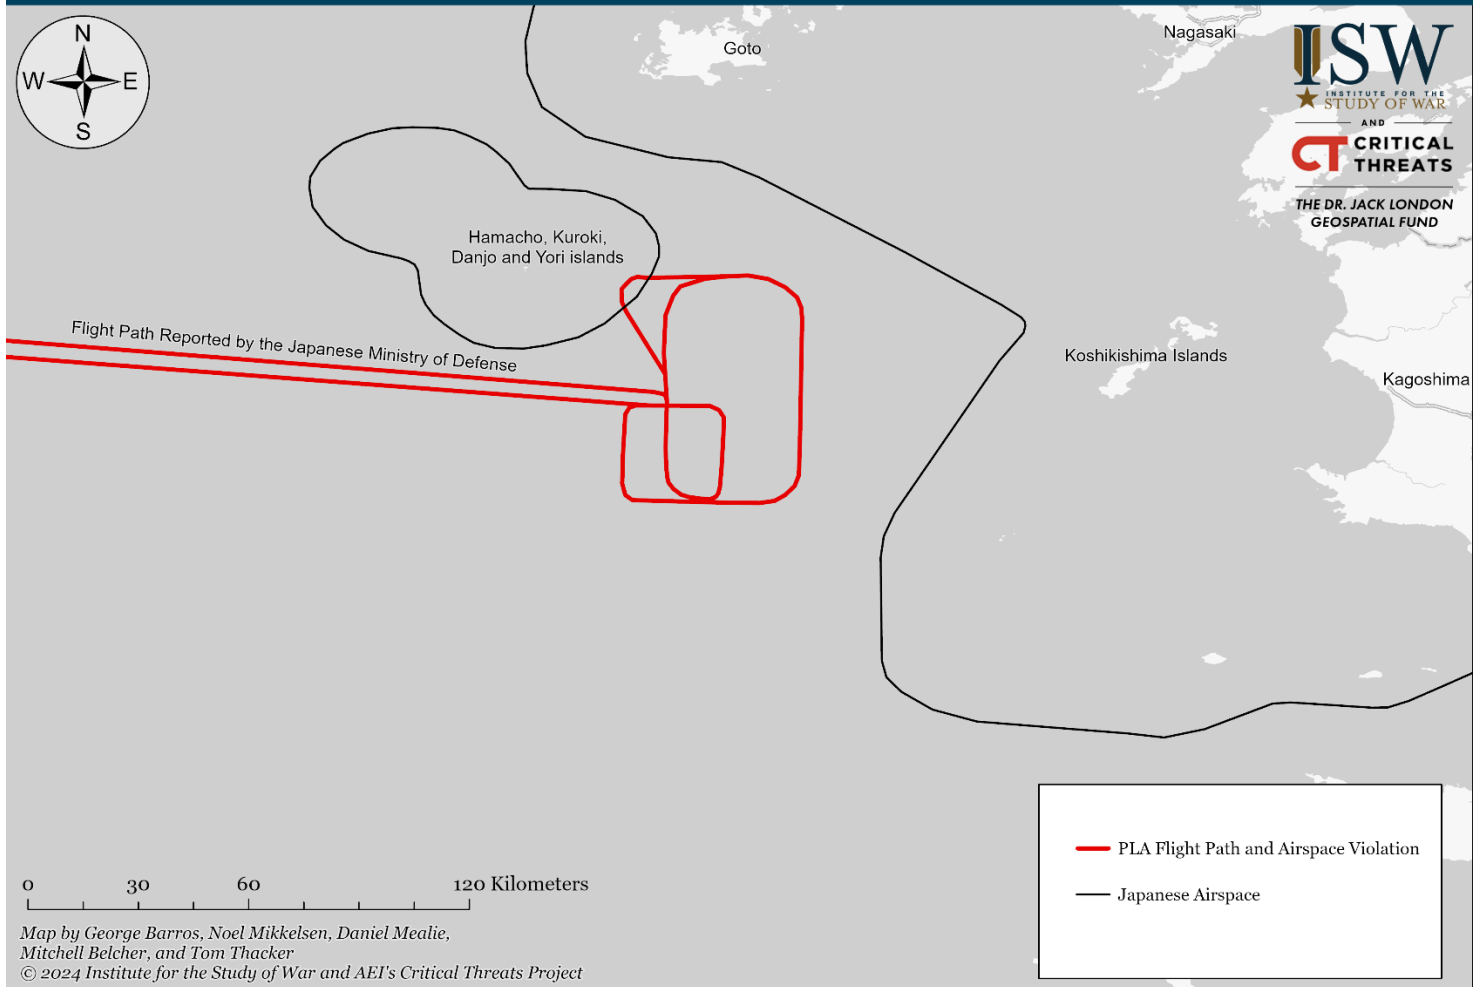 N
W
E
S
Goto
Nagasaki
ISW
INSTITUTE FOR THE
STUDY OF WAR
AND
CT CRITICAL
THREATS
THE DR. JACK LONDON
GEOSPATIAL FUND
Hamacho, Kuroki,
Danjo and Yori islands
Flight Path Reported by the Japanese Ministry of Defense
Koshikishima Islands
Kagoshima
PLA Flight Path and Airspace Violation
Japanese Airspace
0 30 60 120 Kilometers
Map by George Barros, Noel Mikkelsen, Daniel Mealie,
Mitchell Belcher, and Tom Thacker
© 2024 Institute for the Study of War and AEI's Critical Threats Project